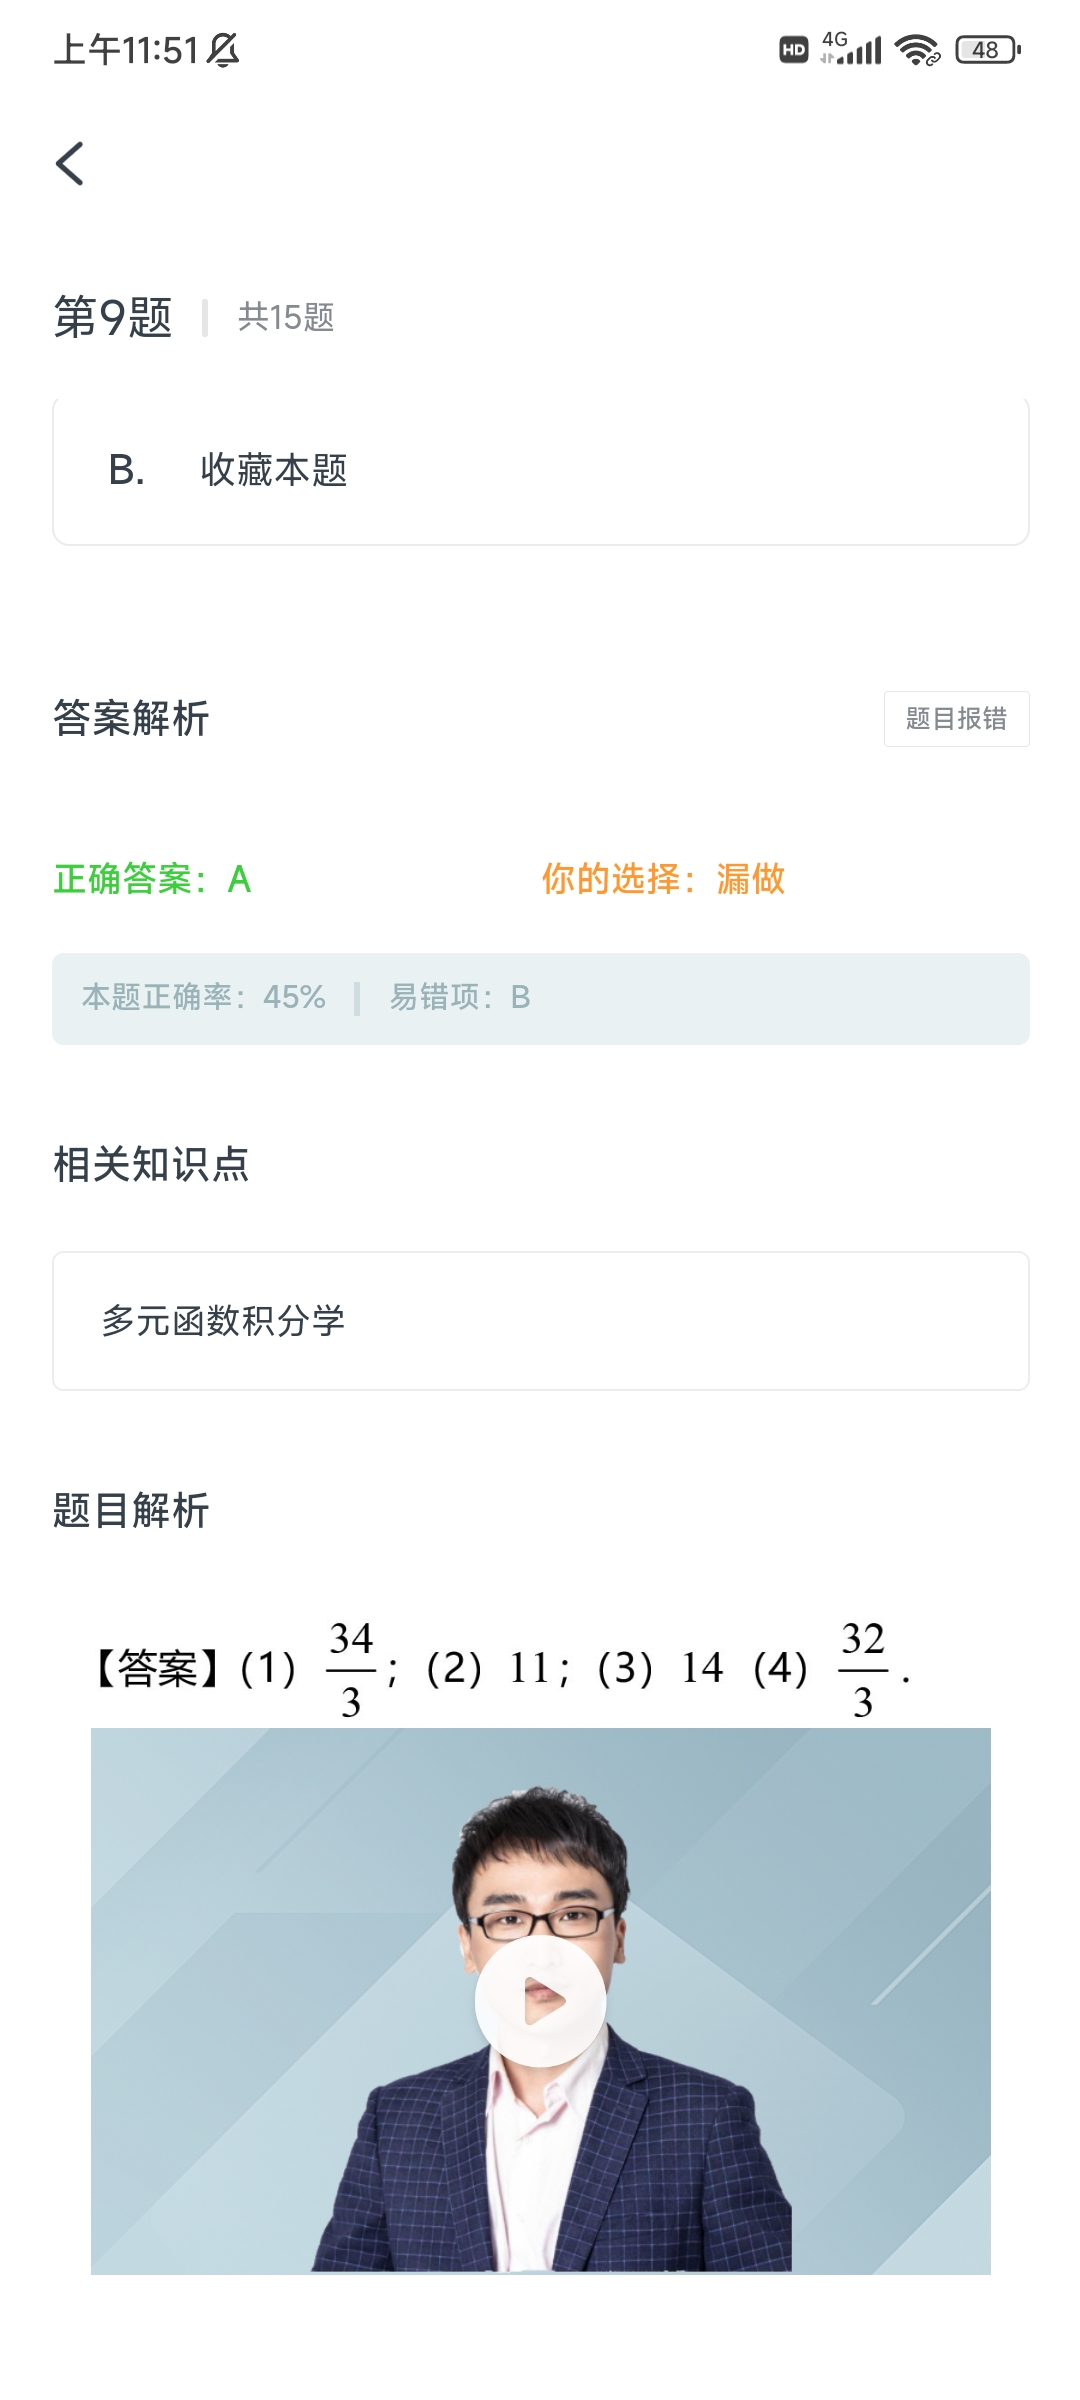 上午11:51
HD 4G 48
第9题 共15题
B. 收藏本题
答案解析 题目报错
正确答案：A 你的选择：漏做
本题正确率：45% 易错项：B
相关知识点
多元函数积分学
题目解析
【答案】(1) 34/3；(2) 11；(3) 14 (4) 32/3 .